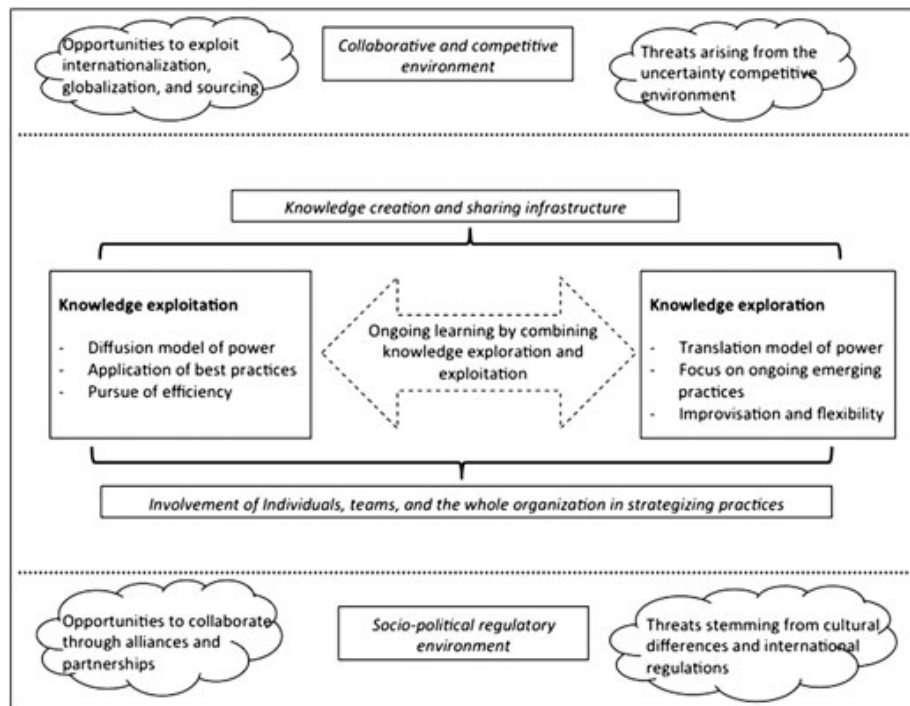 Opportunities to exploit
internationalization,
globalization, and sourcing
Collaborative and competitive
environment
Threats arising from the
uncertainty competitive
environment
Knowledge creation and sharing infrastructure
Knowledge exploitation
- Diffusion model of power
- Application of best practices
- Pursue of efficiency
Ongoing learning by combining
knowledge exploration and
exploitation
Knowledge exploration
- Translation model of power
- Focus on ongoing emerging
practices
- Improvisation and flexibility
Involvement of Individuals, teams, and the whole organization in strategizing practices
Opportunities to collaborate
through alliances and
partnerships
Socio-political regulatory
environment
Threats stemming from cultural
differences and international
regulations